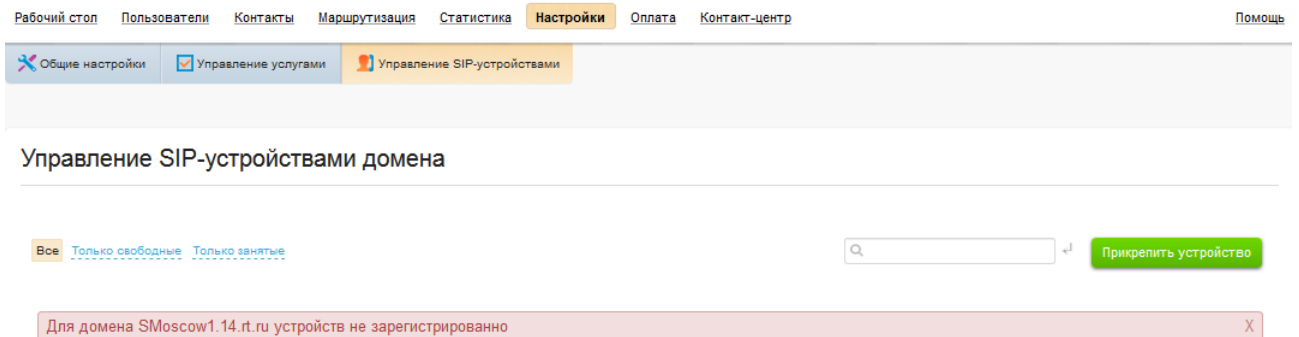 Рабочий стол Пользователи Контакты Маршрутизация Статистика Настройки Оплата Контакт-центр Помощь
Общие настройки Управление услугами Управление SIP-устройствами
Управление SIP-устройствами домена
Все Только свободные Только занятые Прикрепить устройство
Для домена SMoscow1.14.rt.ru устройств не зарегистрированно X